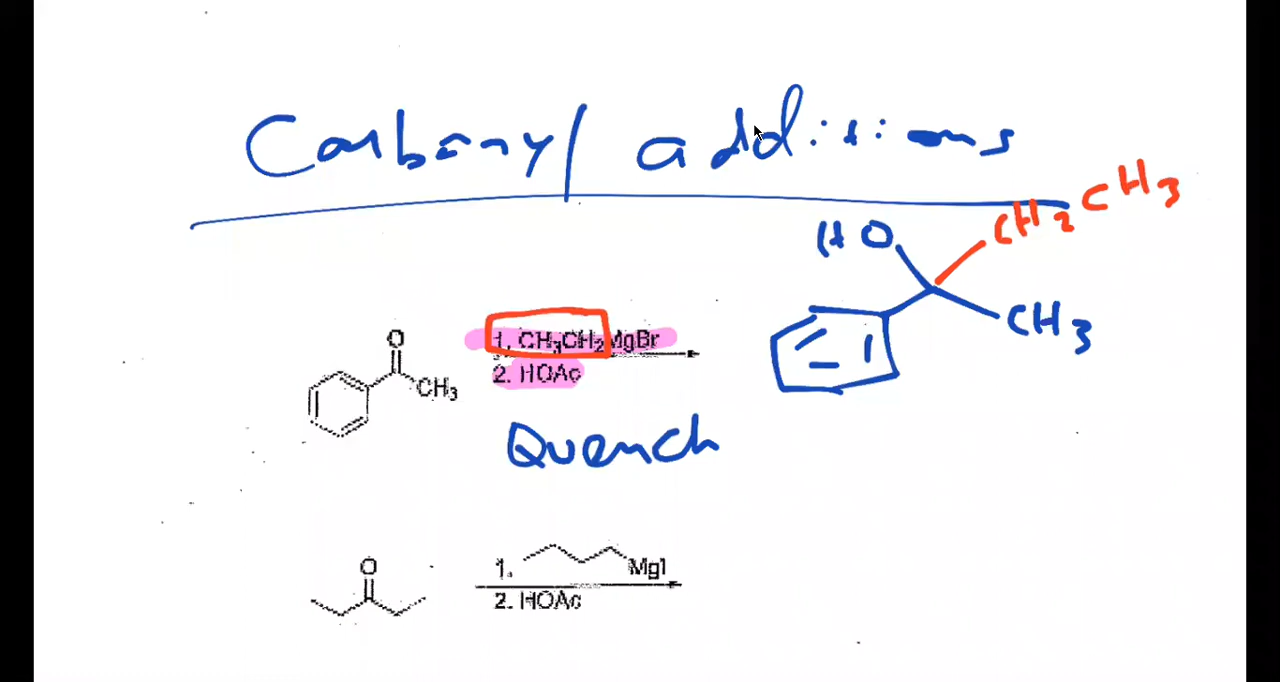 Carbonyl additions
HO CH2CH3
CH3
O
1. CH3CH2MgBr
2. HOAc
CH3
Quench
O
1. MgI
2. HOAc